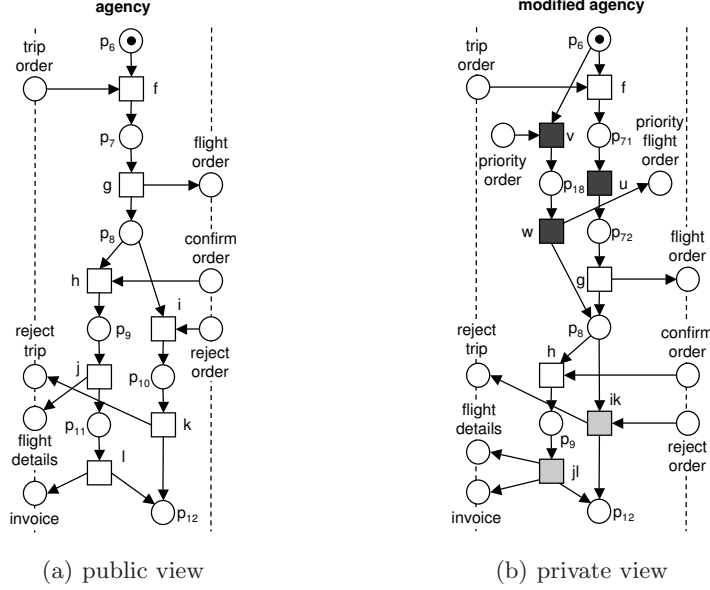 agency
p6
trip
order
f
p7
flight
order
g
p8
confirm
order
h
i
p9
reject
trip
reject
order
j
p10
p11
k
flight
details
l
invoice
p12
(a) public view
modified agency
p6
trip
order
f
priority
flight
order
v
p71
priority
order
p18
u
w
p72
flight
order
g
p8
reject
trip
h
confirm
order
ik
flight
details
p9
reject
order
jl
invoice
p12
(b) private view